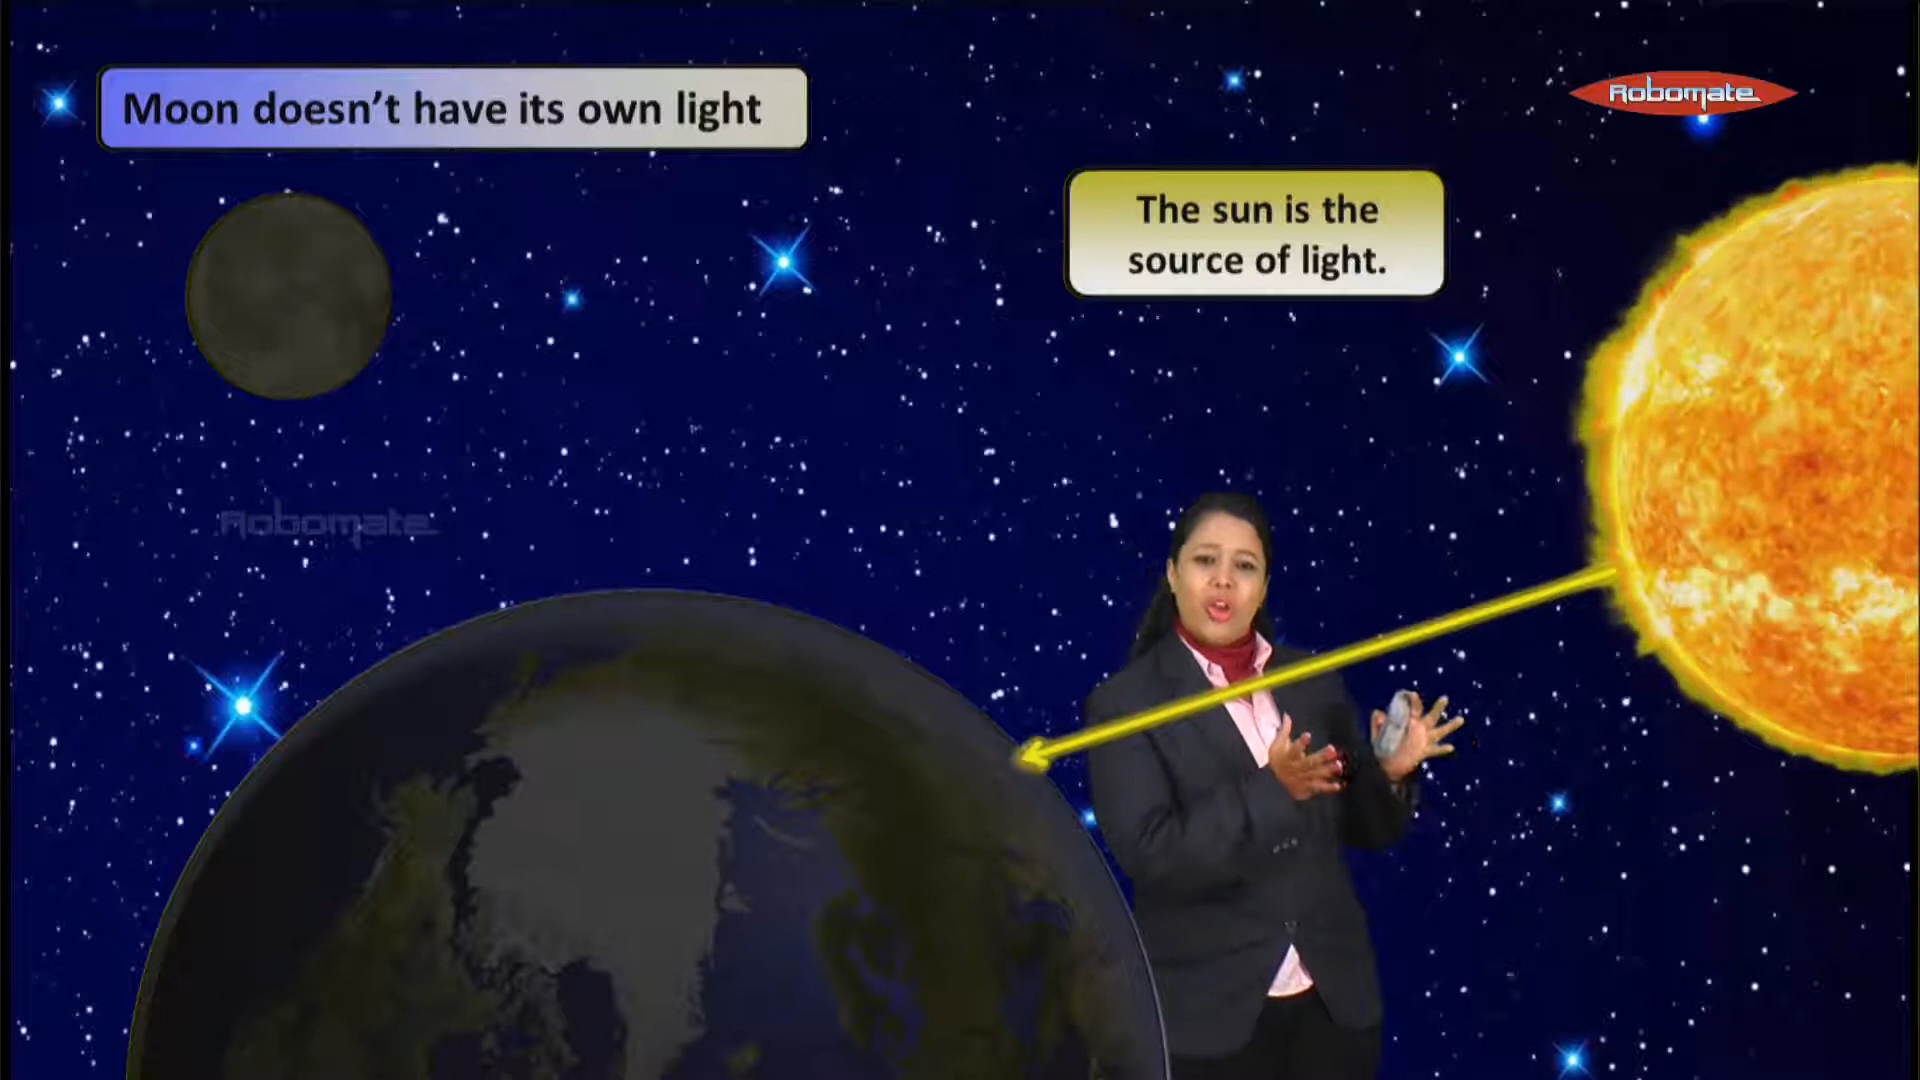 Moon doesn't have its own light
Robomate
The sun is the
source of light.
Robomate